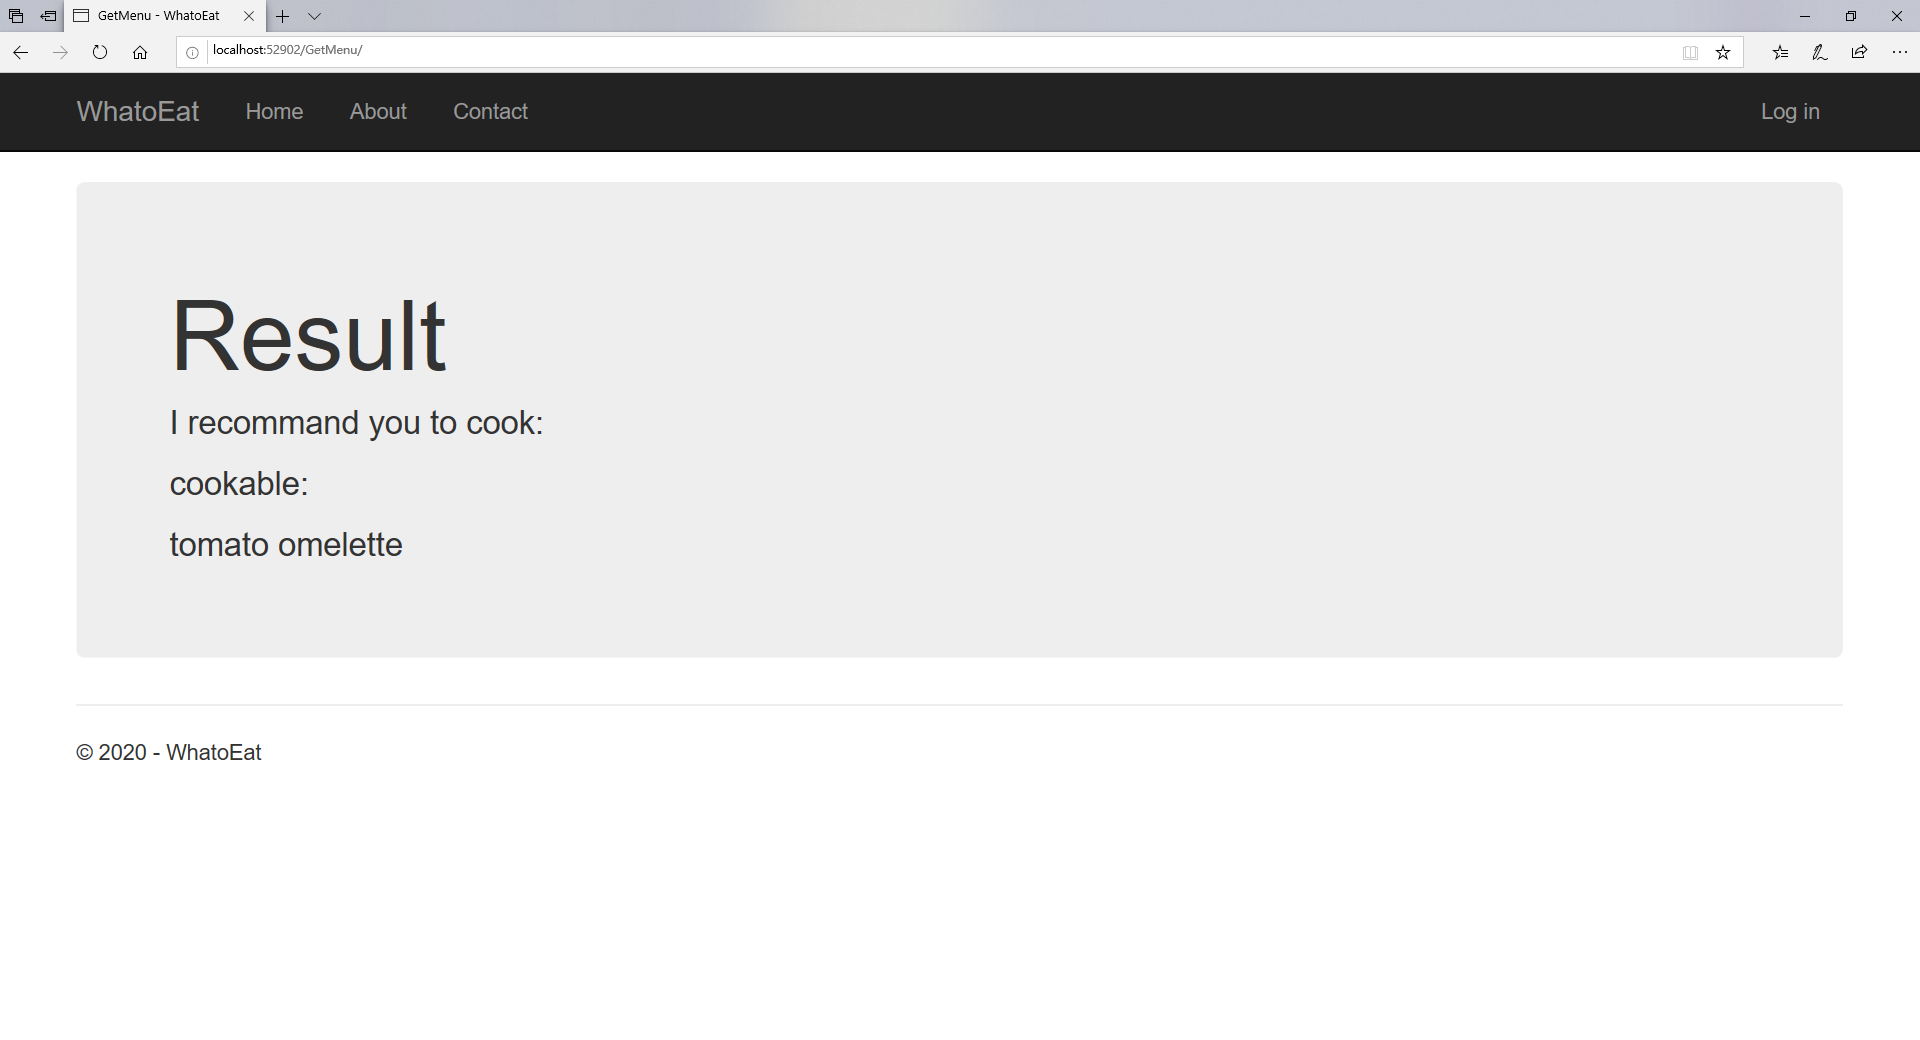 GetMenu - WhatoEat
localhost:52902/GetMenu/
WhatoEat Home About Contact Log in
Result
I recommand you to cook:
cookable:
tomato omelette
© 2020 - WhatoEat